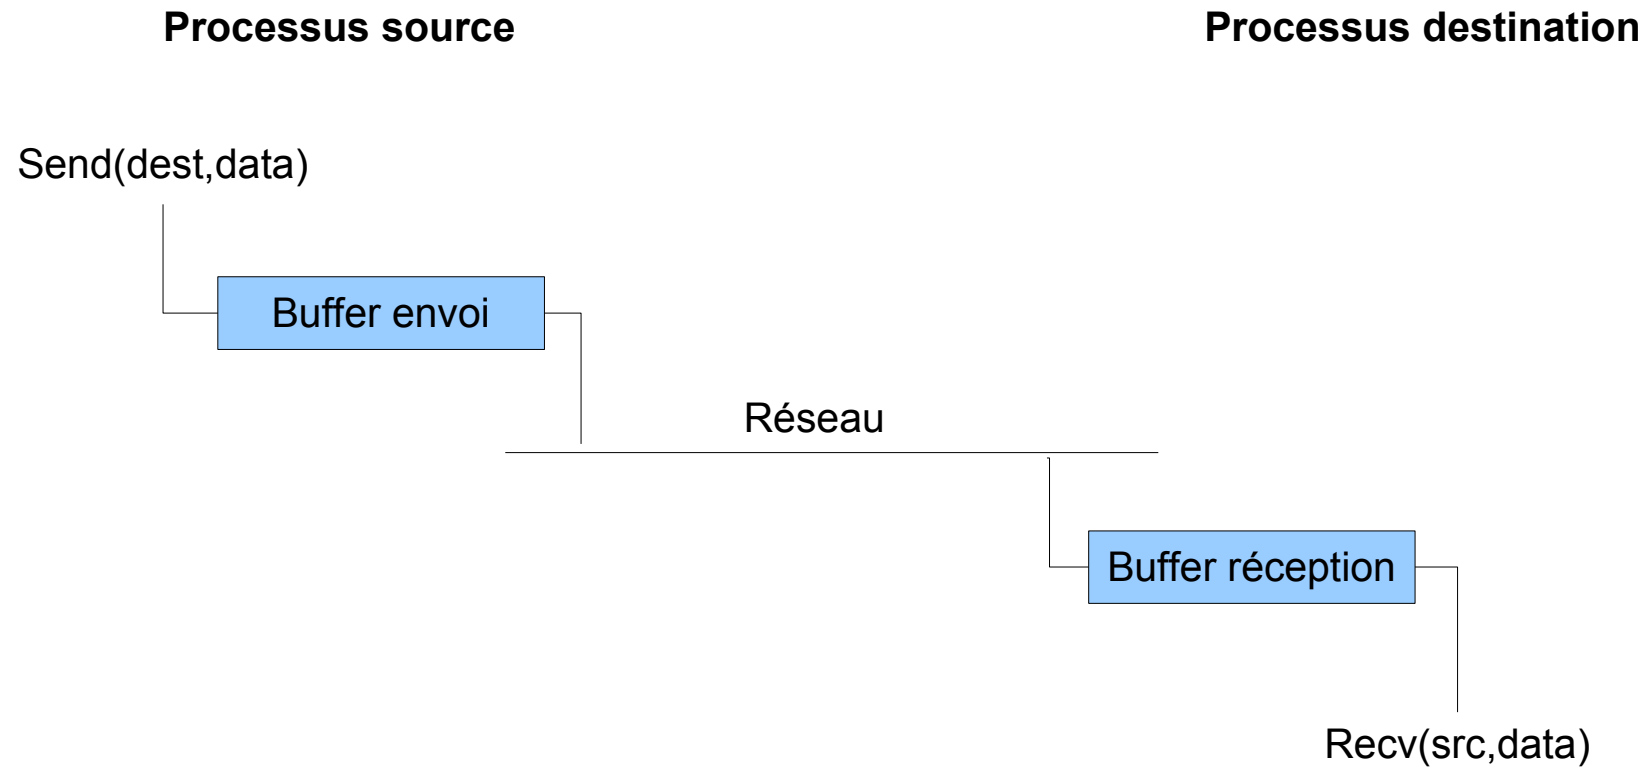 Processus source
Processus destination
Send(dest,data)
Buffer envoi
Réseau
Buffer réception
Recv(src,data)